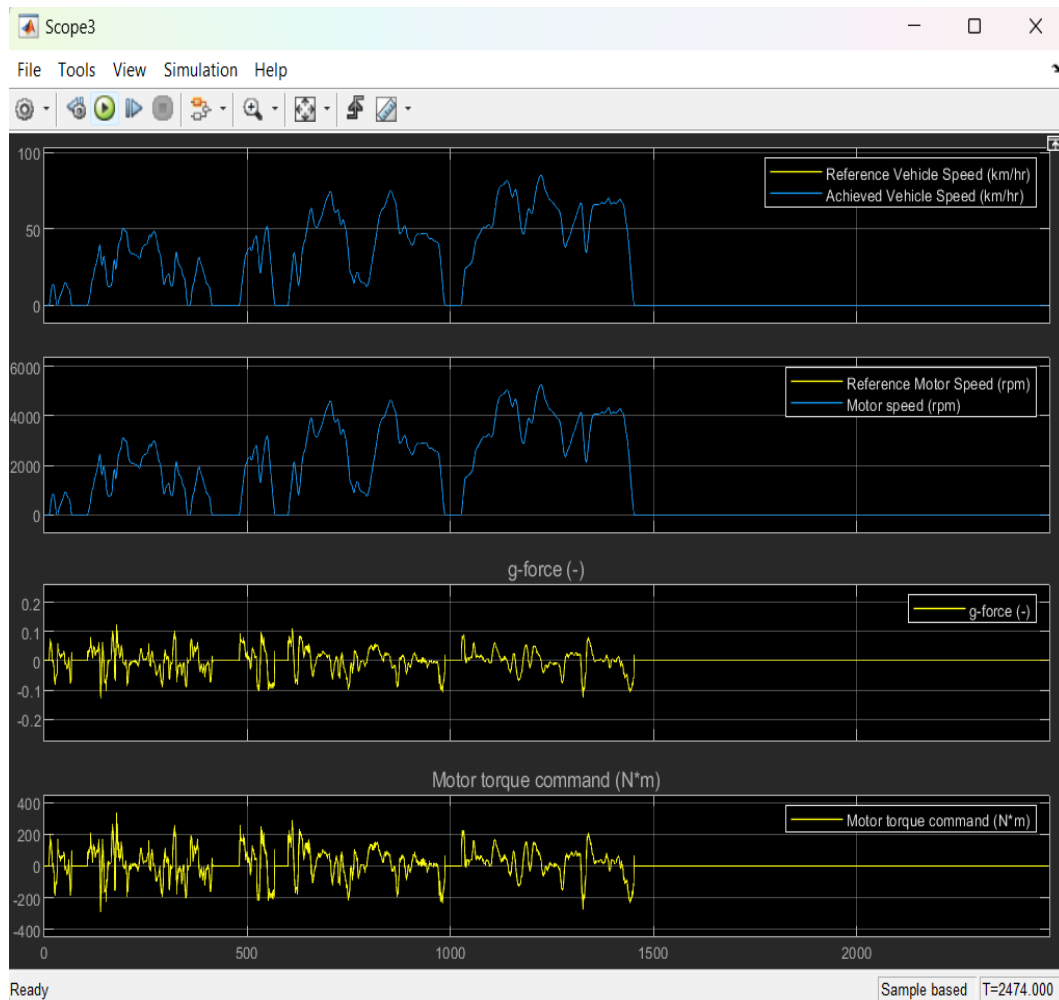 Scope3
File Tools View Simulation Help
100
50
0
Reference Vehicle Speed (km/hr)
Achieved Vehicle Speed (km/hr)
6000
4000
2000
0
Reference Motor Speed (rpm)
Motor speed (rpm)
g-force (-)
0.2
0.1
0
-0.1
-0.2
g-force (-)
Motor torque command (N*m)
400
200
0
-200
-400
Motor torque command (N*m)
0 500 1000 1500 2000
Ready Sample based T=2474.000